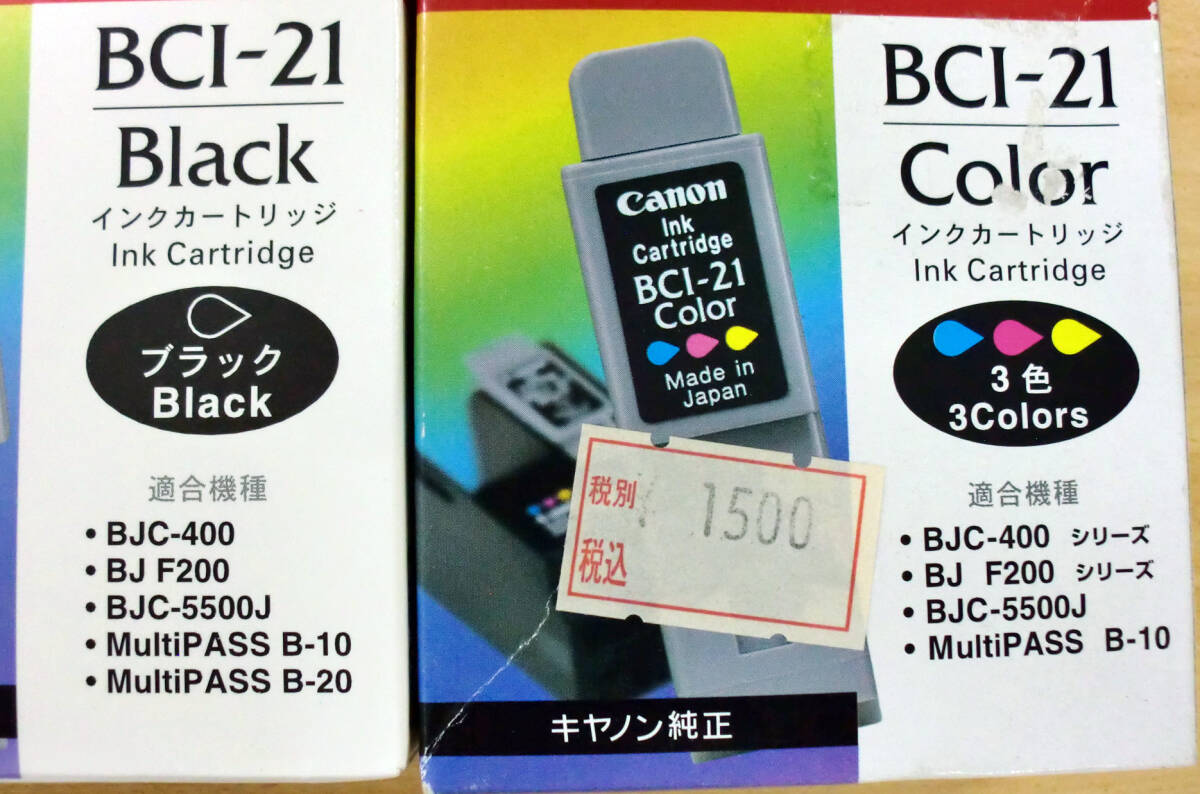 BCI-21
Black
インクカートリッジ
Ink Cartridge
ブラック
Black
適合機種
・BJC-400
・BJ F200
・BJC-5500J
・MultiPASS B-10
・MultiPASS B-20
Canon
Ink
Cartridge
BCI-21
Color
Made in
Japan
税別
1500
税込
キヤノン純正
BCI-21
Color
インクカートリッジ
Ink Cartridge
3色
3Colors
適合機種
・BJC-400 シリーズ
・BJ F200 シリーズ
・BJC-5500J
・MultiPASS B-10